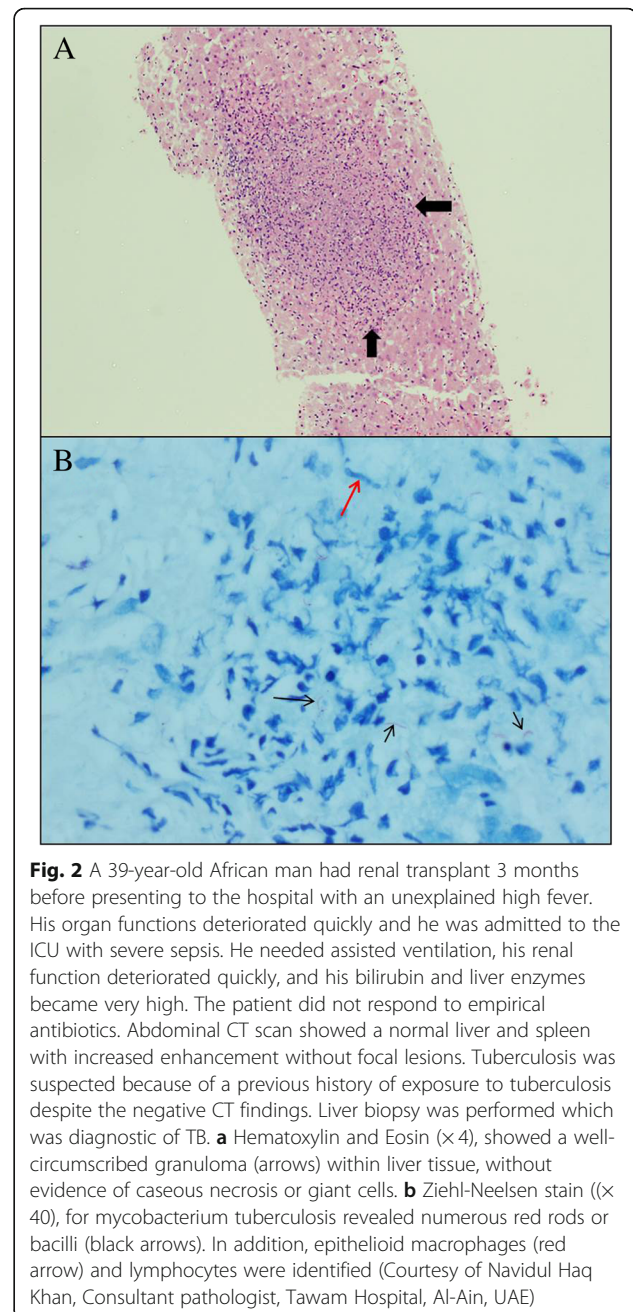 A
B
Fig. 2 A 39-year-old African man had renal transplant 3 months
before presenting to the hospital with an unexplained high fever.
His organ functions deteriorated quickly and he was admitted to the
ICU with severe sepsis. He needed assisted ventilation, his renal
function deteriorated quickly, and his bilirubin and liver enzymes
became very high. The patient did not respond to empirical
antibiotics. Abdominal CT scan showed a normal liver and spleen
with increased enhancement without focal lesions. Tuberculosis was
suspected because of a previous history of exposure to tuberculosis
despite the negative CT findings. Liver biopsy was performed which
was diagnostic of TB. a Hematoxylin and Eosin (× 4), showed a well-
circumscribed granuloma (arrows) within liver tissue, without
evidence of caseous necrosis or giant cells. b Ziehl-Neelsen stain ((×
40), for mycobacterium tuberculosis revealed numerous red rods or
bacilli (black arrows). In addition, epithelioid macrophages (red
arrow) and lymphocytes were identified (Courtesy of Navidul Haq
Khan, Consultant pathologist, Tawam Hospital, Al-Ain, UAE)